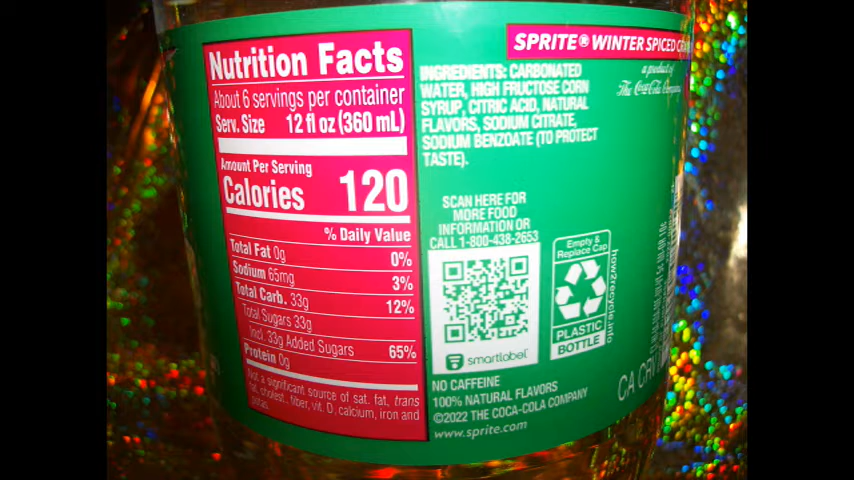 Nutrition Facts
About 6 servings per container
Serv. Size 12 fl oz (360 mL)
Amount Per Serving
Calories 120
% Daily Value
Total Fat 0g 0%
Sodium 65mg 3%
Total Carb. 33g 12%
Total Sugars 33g
Incl. 33g Added Sugars 65%
Protein 0g
Not a significant source of sat. fat, trans
fat, cholest., fiber, vit. D, calcium, iron and
potas.
SPRITE® WINTER SPICED
a product of
The Coca-Cola Company
INGREDIENTS: CARBONATED
WATER, HIGH FRUCTOSE CORN
SYRUP, CITRIC ACID, NATURAL
FLAVORS, SODIUM CITRATE,
SODIUM BENZOATE (TO PROTECT
TASTE).
SCAN HERE FOR
MORE FOOD
INFORMATION OR
CALL 1-800-438-2653
smartlabel
Empty &
Replace Cap
PLASTIC
BOTTLE
how2recycle.info
NO CAFFEINE
100% NATURAL FLAVORS
©2022 THE COCA-COLA COMPANY
www.sprite.com
CA CRV